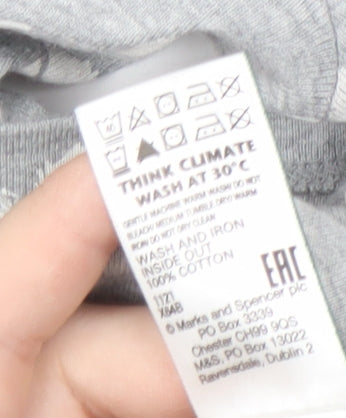 THINK CLIMATE
WASH AT 30°C
GENTLE MACHINE WARM WASH/ DO NOT
BLEACH/ MEDIUM TUMBLE DRY/ WARM
IRON/ DO NOT DRY CLEAN
WASH AND IRON
INSIDE OUT
100% COTTON
EAC
1121
X6AB
© Marks and Spencer plc
PO Box 3339
Chester CH99 9QS
M&S, PO Box 13022
Ravensdale, Dublin 2